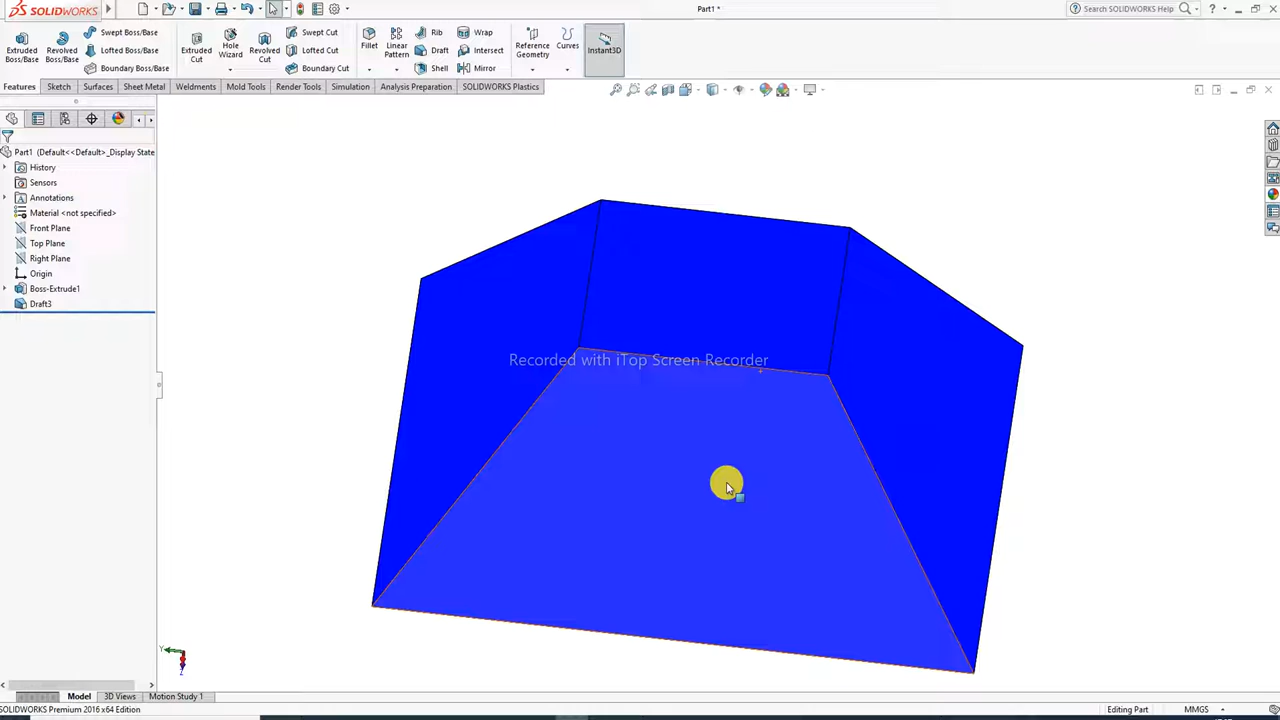 SOLIDWORKS
Part1 *
Search SOLIDWORKS Help
Extruded Boss/Base
Revolved Boss/Base
Swept Boss/Base
Lofted Boss/Base
Boundary Boss/Base
Extruded Cut
Hole Wizard
Revolved Cut
Swept Cut
Lofted Cut
Boundary Cut
Fillet
Linear Pattern
Rib
Draft
Shell
Wrap
Intersect
Mirror
Reference Geometry
Curves
Instant3D
Features Sketch Surfaces Sheet Metal Weldments Mold Tools Render Tools Simulation Analysis Preparation SOLIDWORKS Plastics
Part1 (Default<<Default>_Display State
History
Sensors
Annotations
Material <not specified>
Front Plane
Top Plane
Right Plane
Origin
Boss-Extrude1
Draft3
Recorded with iTop Screen Recorder
Y
Z
Model 3D Views Motion Study 1
SOLIDWORKS Premium 2016 x64 Edition
Editing Part
MMGS